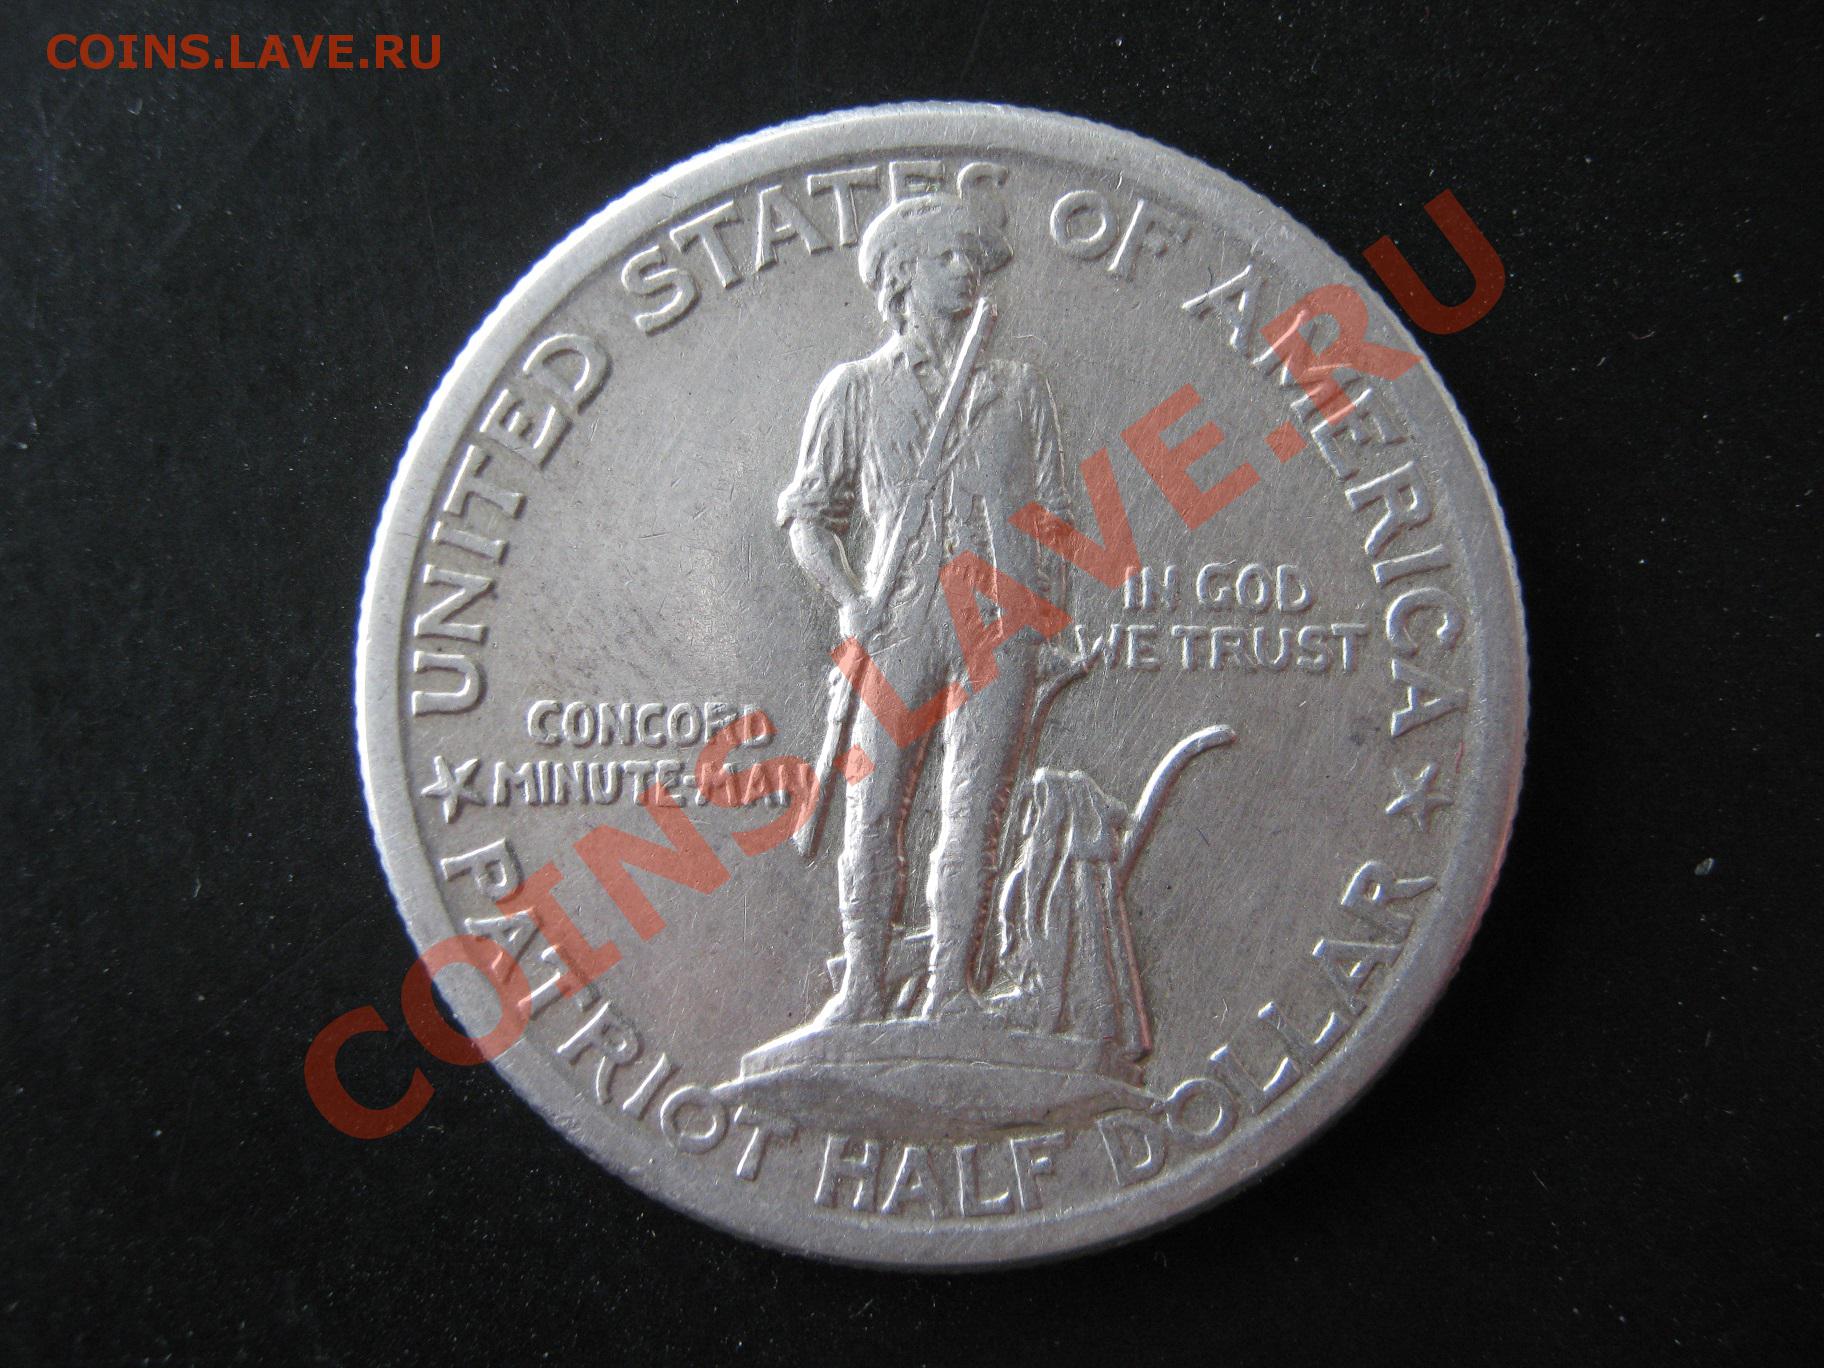 COINS.LAVE.RU
UNITED STATES OF AMERICA
IN GOD
WE TRUST
CONCORD
MINUTE-MAN
PATRIOT HALF DOLLAR
COINS.LAVE.RU